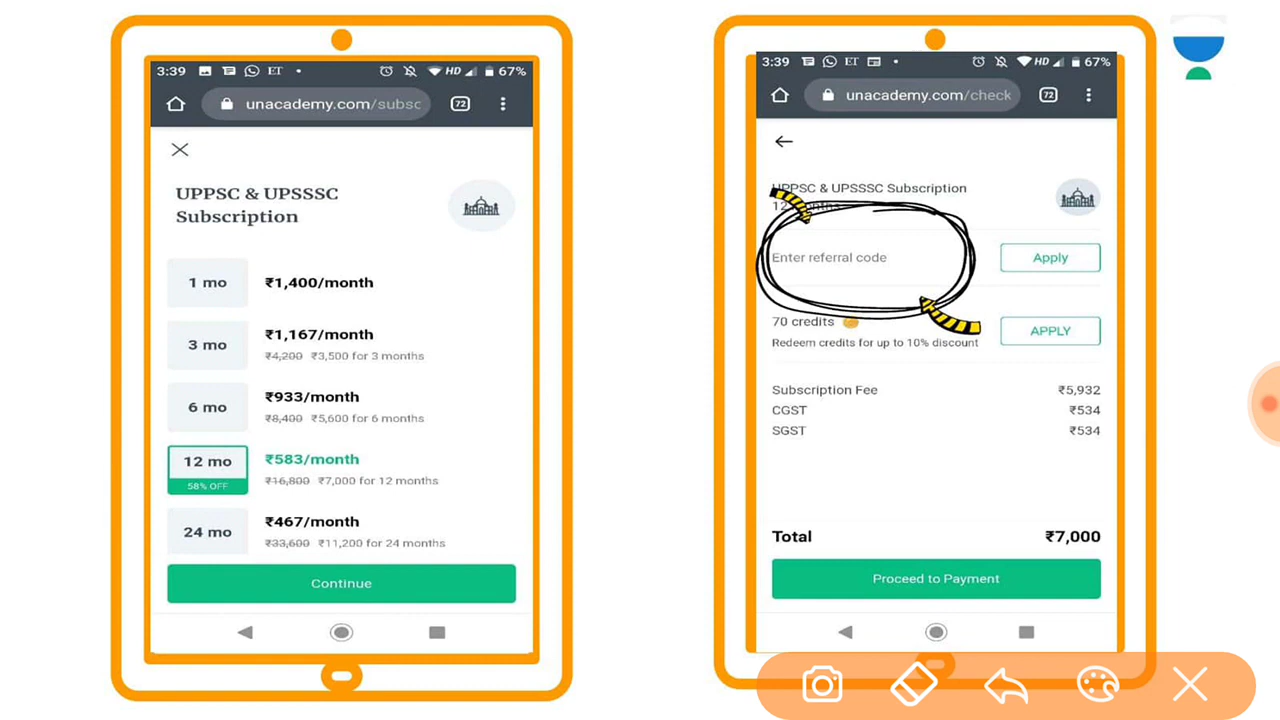 3:39 ET HD 67%
unacademy.com/subsc 72
UPPSC & UPSSSC
Subscription
1 mo ₹1,400/month
3 mo ₹1,167/month
₹4,200 ₹3,500 for 3 months
6 mo ₹933/month
₹8,400 ₹5,600 for 6 months
12 mo ₹583/month
58% OFF ₹16,800 ₹7,000 for 12 months
24 mo ₹467/month
₹33,600 ₹11,200 for 24 months
Continue
3:39 ET HD 67%
unacademy.com/check 72
UPPSC & UPSSSC Subscription
12 months
Enter referral code Apply
70 credits APPLY
Redeem credits for up to 10% discount
Subscription Fee ₹5,932
CGST ₹534
SGST ₹534
Total ₹7,000
Proceed to Payment